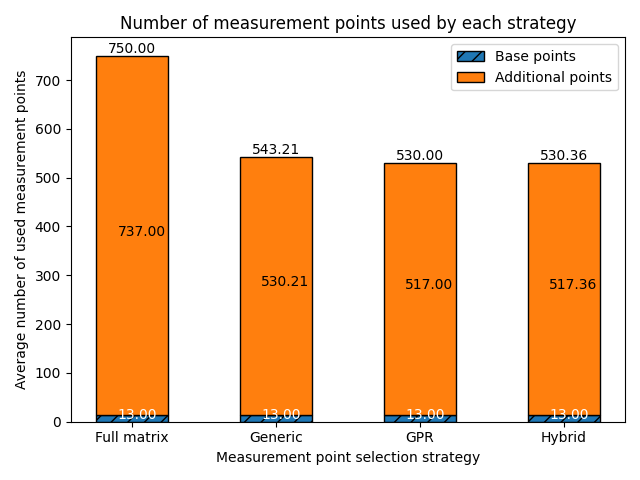 Number of measurement points used by each strategy
Base points
Additional points
Average number of used measurement points
700
600
500
400
300
200
100
0
750.00
543.21
530.00
530.36
737.00
530.21
517.00
517.36
13.00
13.00
13.00
13.00
Full matrix
Generic
GPR
Hybrid
Measurement point selection strategy